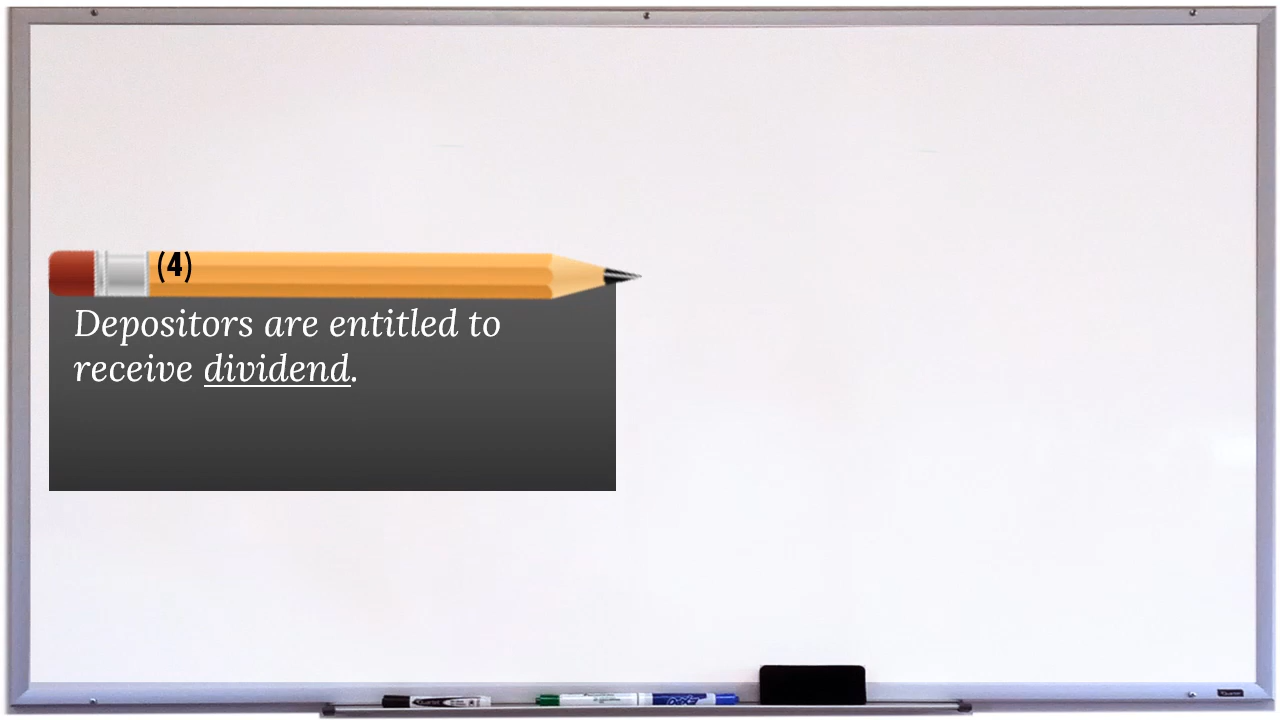 (4)
Depositors are entitled to
receive dividend.